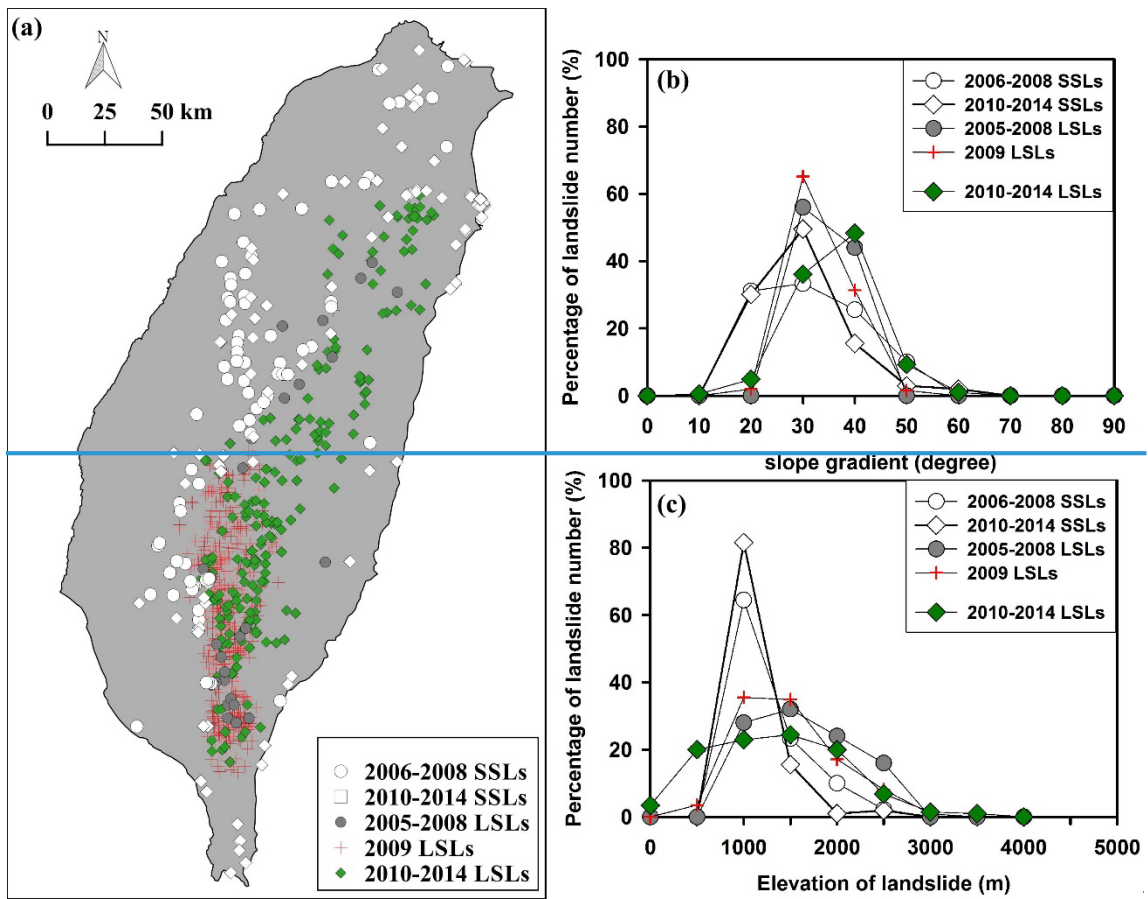 (a)
N
0 25 50 km
2006-2008 SSLs
2010-2014 SSLs
2005-2008 LSLs
2009 LSLs
2010-2014 LSLs
(b)
Percentage of landslide number (%)
100
80
60
40
20
0
2006-2008 SSLs
2010-2014 SSLs
2005-2008 LSLs
2009 LSLs
2010-2014 LSLs
0 10 20 30 40 50 60 70 80 90
slope gradient (degree)
(c)
Percentage of landslide number (%)
100
80
60
40
20
0
2006-2008 SSLs
2010-2014 SSLs
2005-2008 LSLs
2009 LSLs
2010-2014 LSLs
0 1000 2000 3000 4000 5000
Elevation of landslide (m)